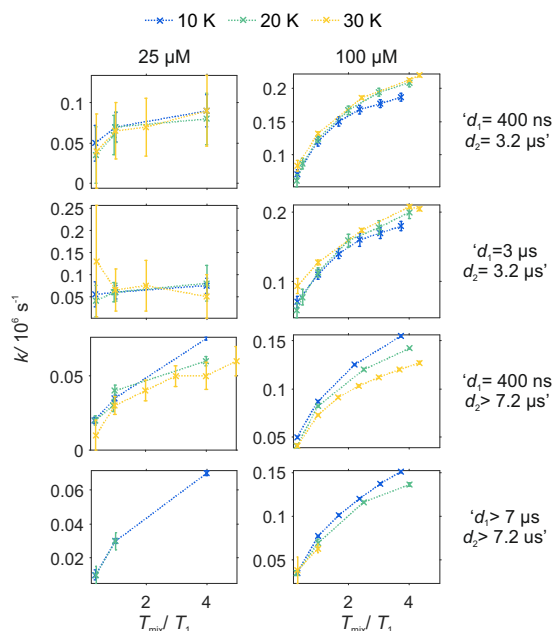 10 K 20 K 30 K
25 μM 100 μM
0.1
0.05
0
0.2
0.15
0.1
'd₁= 400 ns
d₂= 3.2 μs'
0.25
0.2
0.15
0.1
0.05
0
0.2
0.1
'd₁=3 μs
d₂= 3.2 μs'
k/ 10⁶ s⁻¹
0.05
0
0.15
0.1
0.05
'd₁= 400 ns
d₂> 7.2 μs'
0.06
0.04
0.02
0.15
0.1
0.05
'd₁> 7 μs
d₂> 7.2 us'
2 4 0 2 4
Tmix/ T₁ Tmix/ T₁